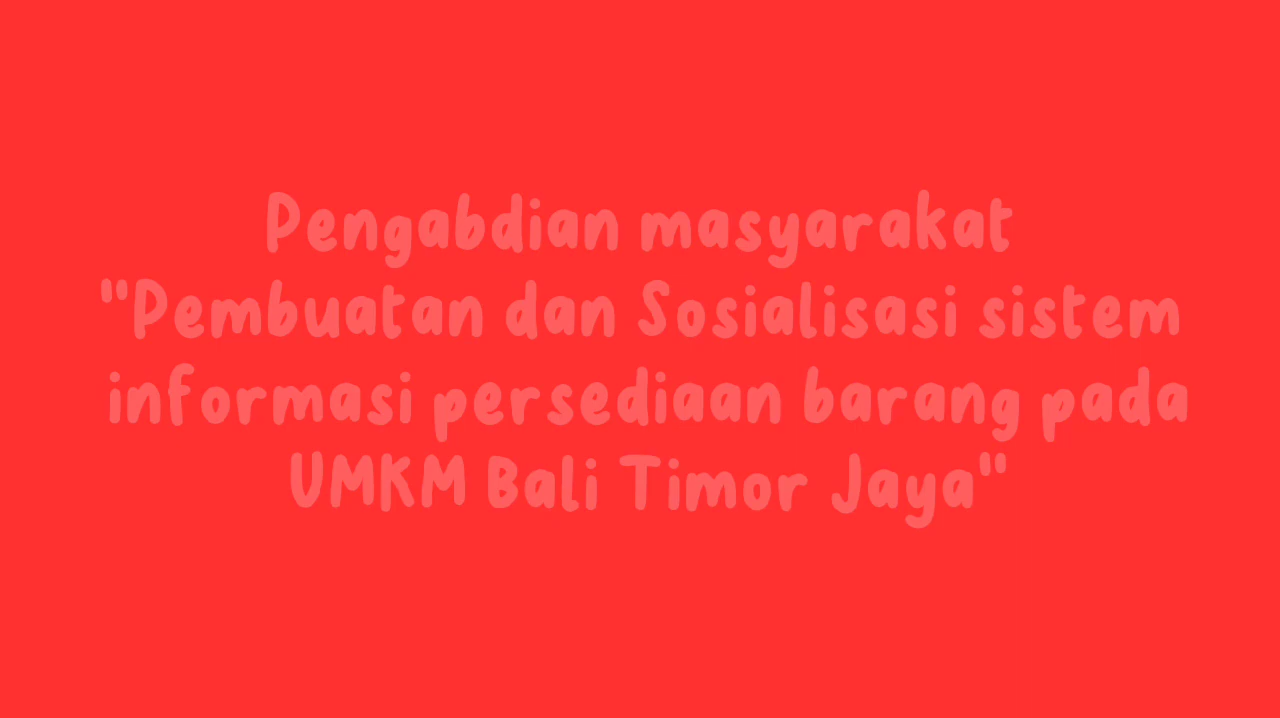 Pengabdian masyarakat
"Pembuatan dan Sosialisasi sistem
informasi persediaan barang pada
UMKM Bali Timor Jaya"